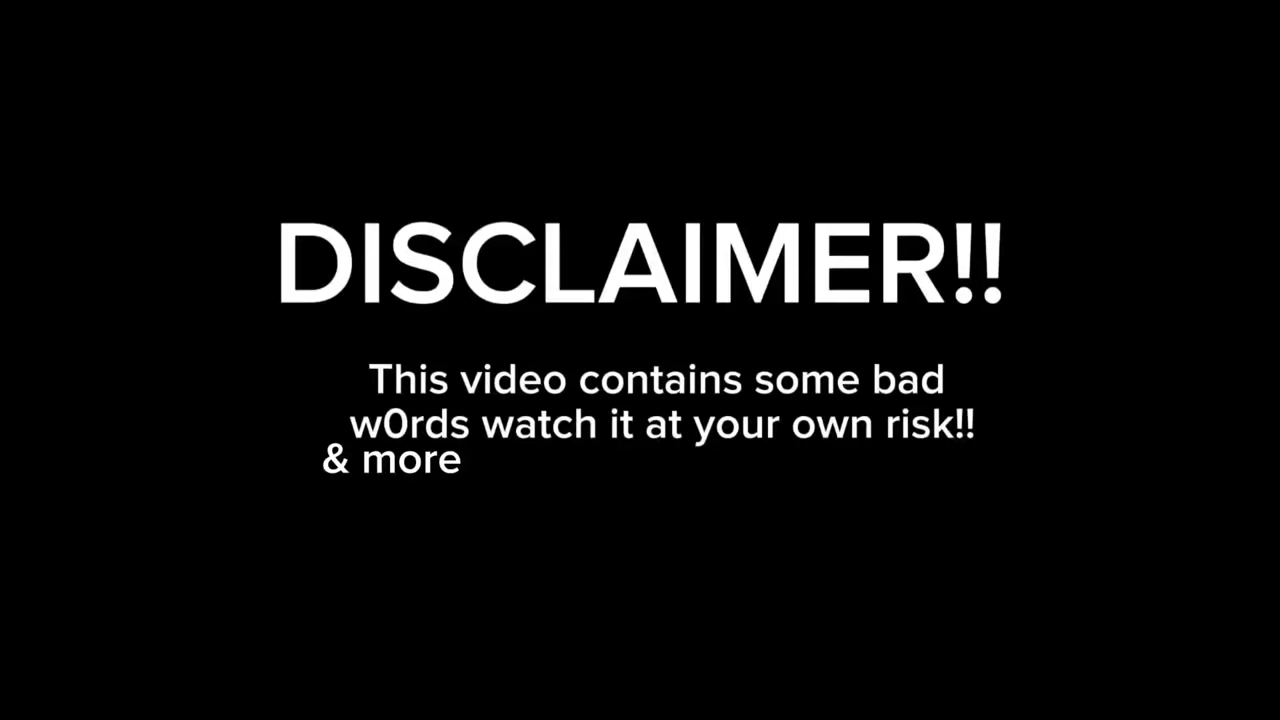 DISCLAIMER!!
This video contains some bad
w0rds watch it at your own risk!!
& more